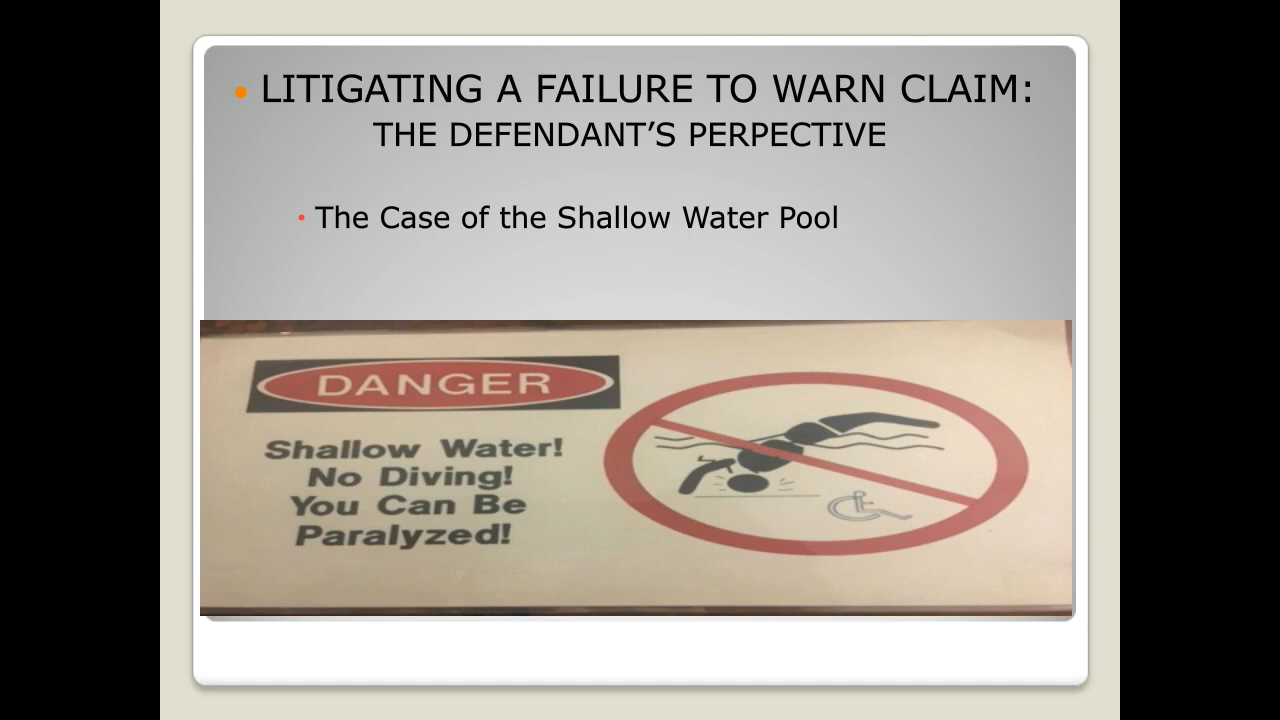 LITIGATING A FAILURE TO WARN CLAIM:
THE DEFENDANT’S PERPECTIVE
The Case of the Shallow Water Pool
DANGER
Shallow Water!
No Diving!
You Can Be
Paralyzed!